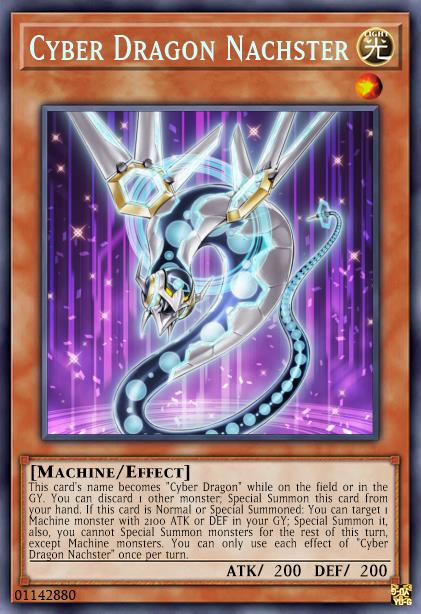 CYBER DRAGON NACHSTER
LIGHT
光
[MACHINE/EFFECT]
This card's name becomes "Cyber Dragon" while on the field or in the
GY. You can discard 1 other monster; Special Summon this card from
your hand. If this card is Normal or Special Summoned: You can target 1
Machine monster with 2100 ATK or DEF in your GY; Special Summon it,
also, you cannot Special Summon monsters for the rest of this turn,
except Machine monsters. You can only use each effect of "Cyber
Dragon Nachster" once per turn.
ATK/ 200 DEF/ 200
01142880